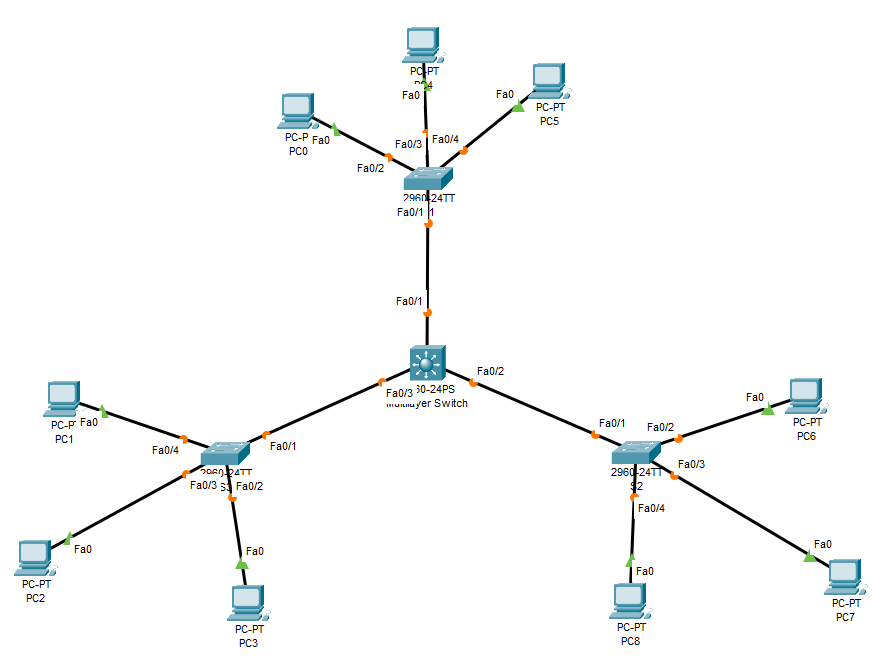 PC-PT
Fa0
Fa0
PC-PT
PC5
PC-P
Fa0
PC0
Fa0/3
Fa0/4
Fa0/2
2960-24TT
Fa0/1
1
Fa0/1
Fa0/2
60-24PS
Fa0/3
Multilayer Switch
PC-P
Fa0
PC1
Fa0/4
Fa0/1
2960-24TT
Fa0/3
Fa0/2
Fa0
PC-PT
PC2
Fa0
PC-PT
PC3
Fa0
PC-PT
PC6
Fa0/1
Fa0/2
Fa0/3
2960-24TT
S2
Fa0/4
Fa0
PC-PT
PC7
Fa0
PC-PT
PC8